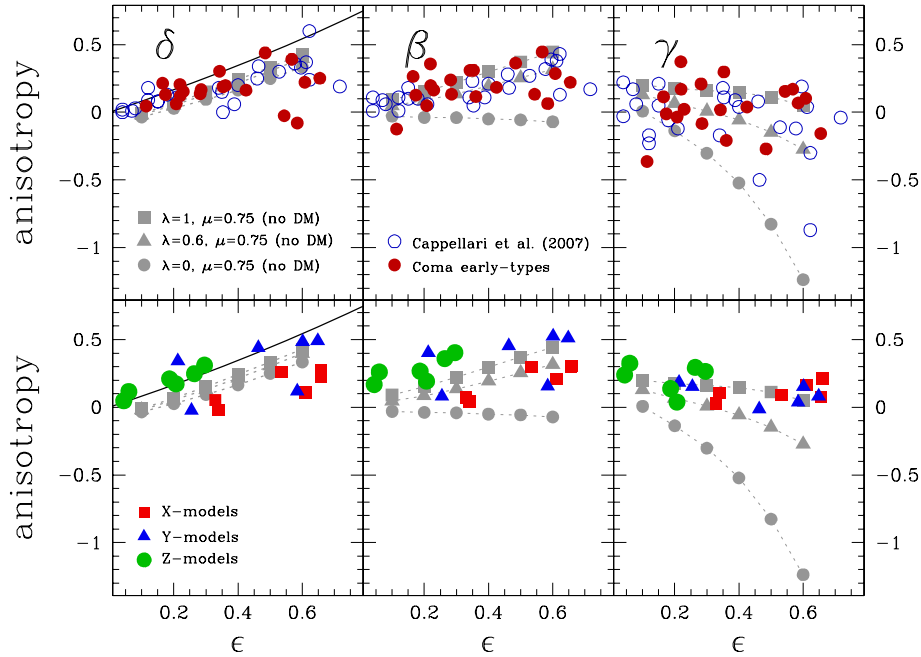 δ β γ
anisotropy
0.5
0
−0.5
−1
0.5
0
−0.5
−1
λ=1, μ=0.75 (no DM)
λ=0.6, μ=0.75 (no DM)
λ=0, μ=0.75 (no DM)
Cappellari et al. (2007)
Coma early−types
anisotropy
0.5
0
−0.5
−1
0.5
0
−0.5
−1
X−models
Y−models
Z−models
0.2 0.4 0.6 0.2 0.4 0.6 0.2 0.4 0.6
ϵ ϵ ϵ